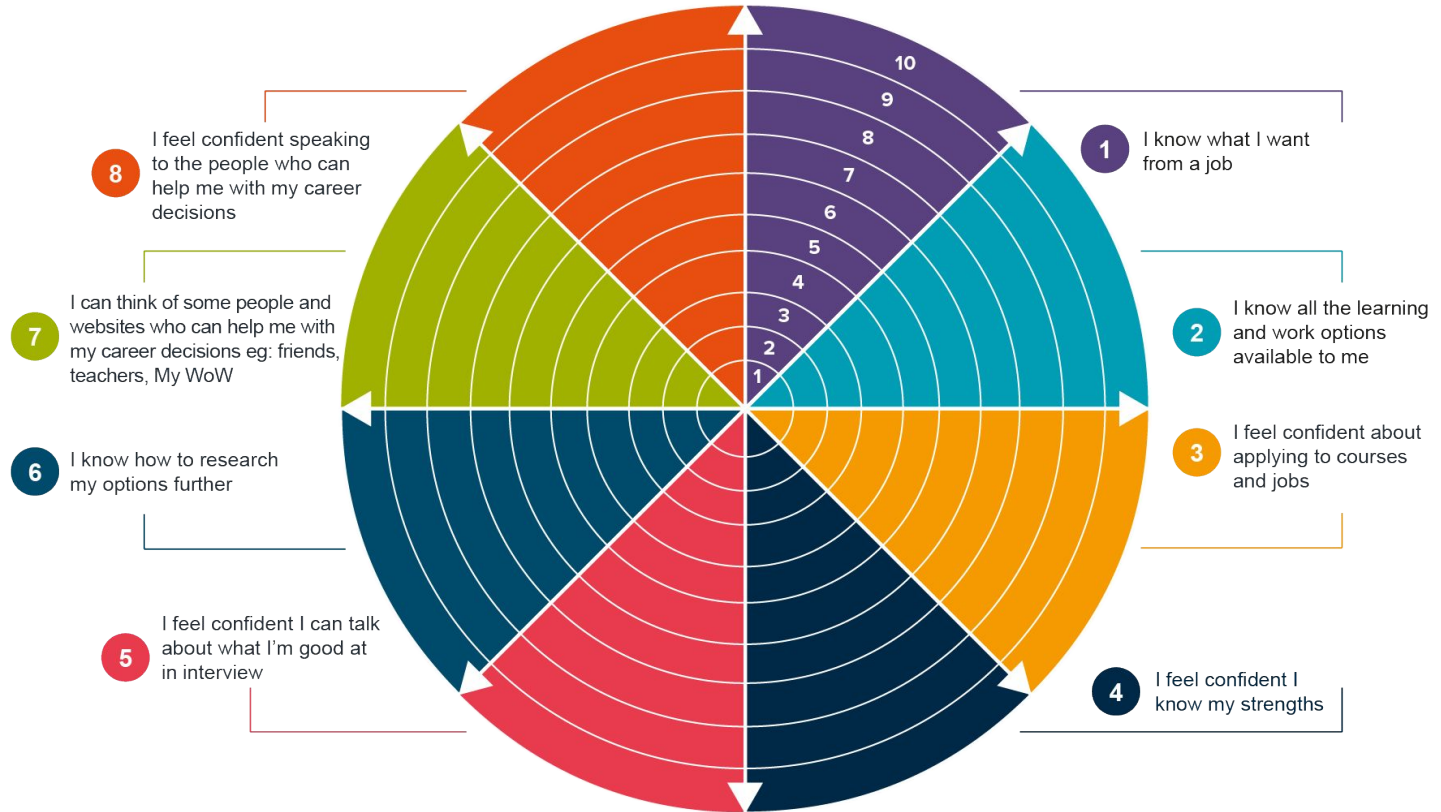 10
9
8
7
6
5
4
3
2
1
1
I know what I want
from a job
2
I know all the learning
and work options
available to me
3
I feel confident about
applying to courses
and jobs
4
I feel confident I
know my strengths
5
I feel confident I can talk
about what I’m good at
in interview
6
I know how to research
my options further
7
I can think of some people and
websites who can help me with
my career decisions eg: friends,
teachers, My WoW
8
I feel confident speaking
to the people who can
help me with my career
decisions